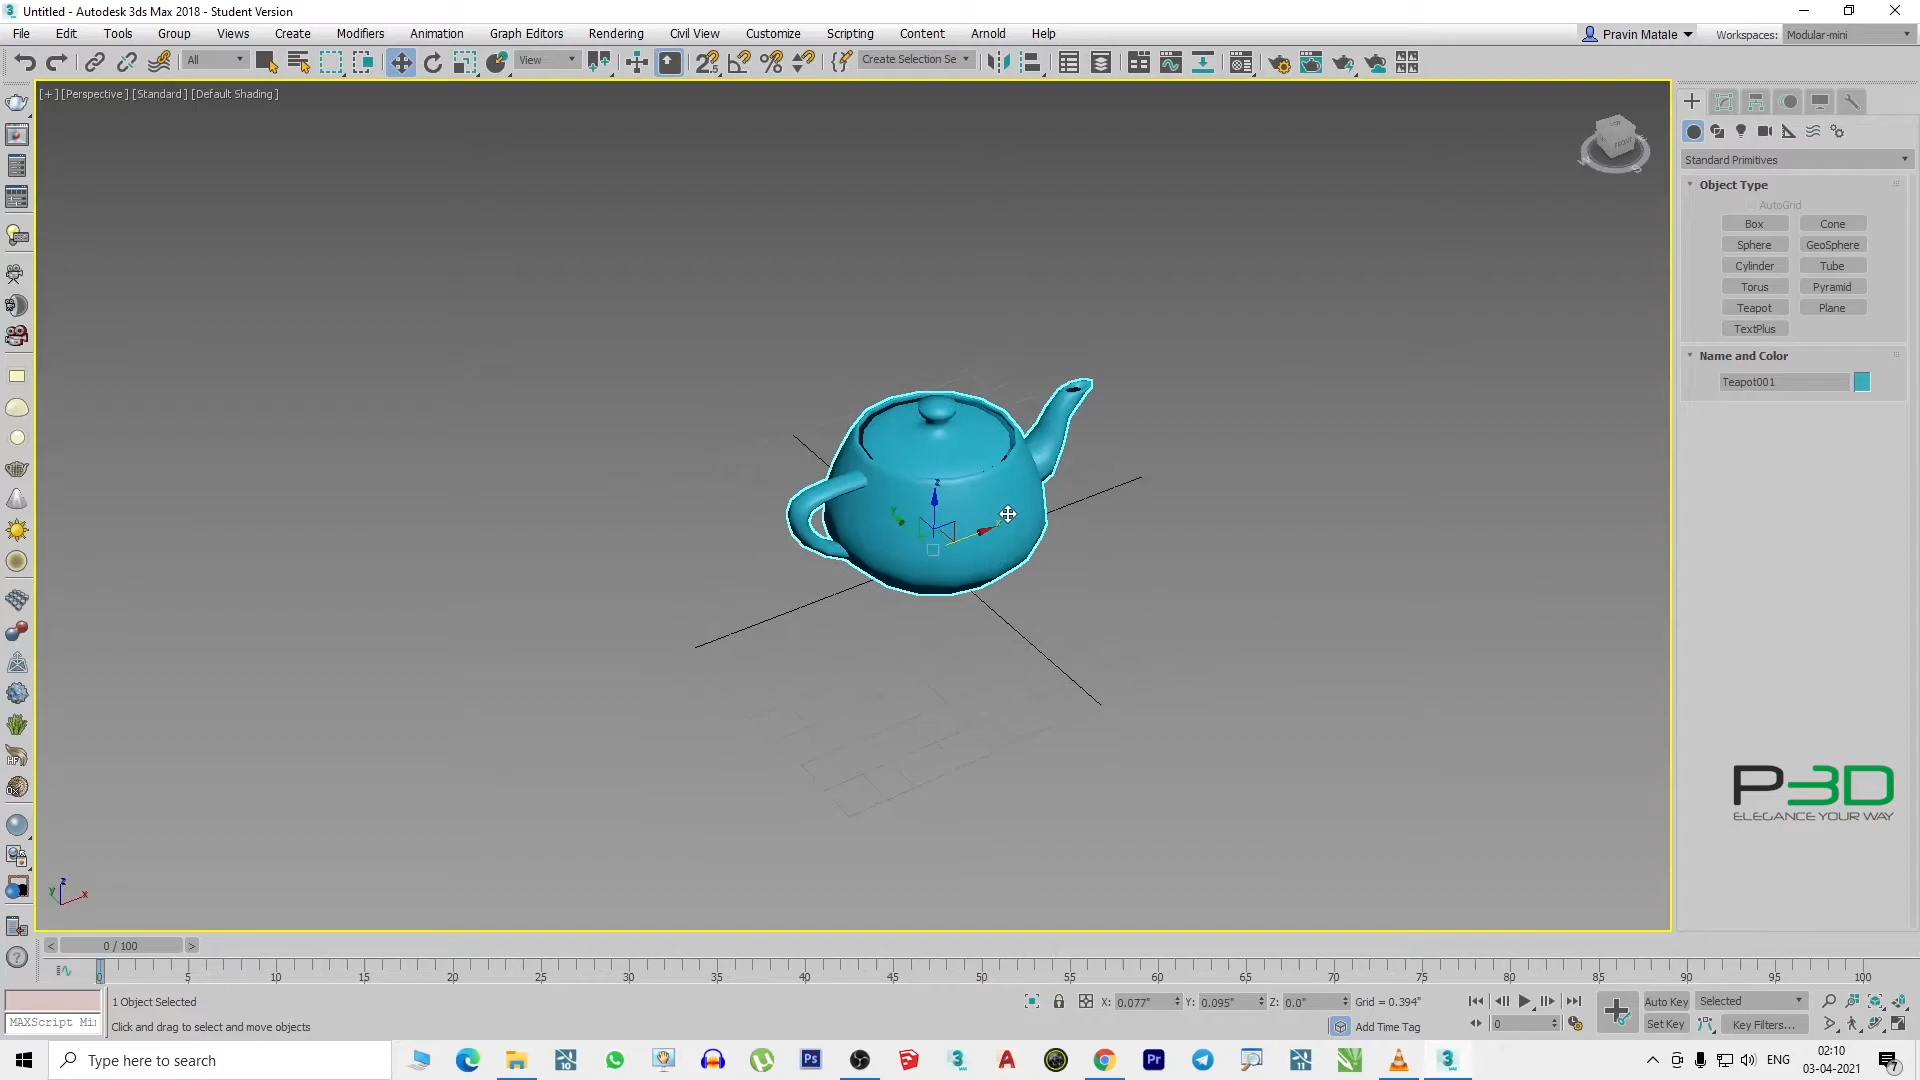 Untitled - Autodesk 3ds Max 2018 - Student Version
File Edit Tools Group Views Create Modifiers Animation Graph Editors Rendering Civil View Customize Scripting Content Arnold Help
Pravin Matale
Workspaces: Modular-mini
All
View
Create Selection Se
[+] [Perspective] [Standard] [Default Shading]
FRONT
Standard Primitives
Object Type
AutoGrid
Box Cone
Sphere GeoSphere
Cylinder Tube
Torus Pyramid
Teapot Plane
TextPlus
Name and Color
Teapot001
z
y
x
P3D
ELEGANCE YOUR WAY
z
y x
< 0 / 100 >
0 5 10 15 20 25 30 35 40 45 50 55 60 65 70 75 80 85 90 95 100
1 Object Selected
X: 0.077" Y: 0.095" Z: 0.0" Grid = 0.394"
Auto Key Selected
MAXScript Mi
Click and drag to select and move objects
Add Time Tag
0
Set Key Key Filters...
Type here to search
ENG
02:10
03-04-2021
7